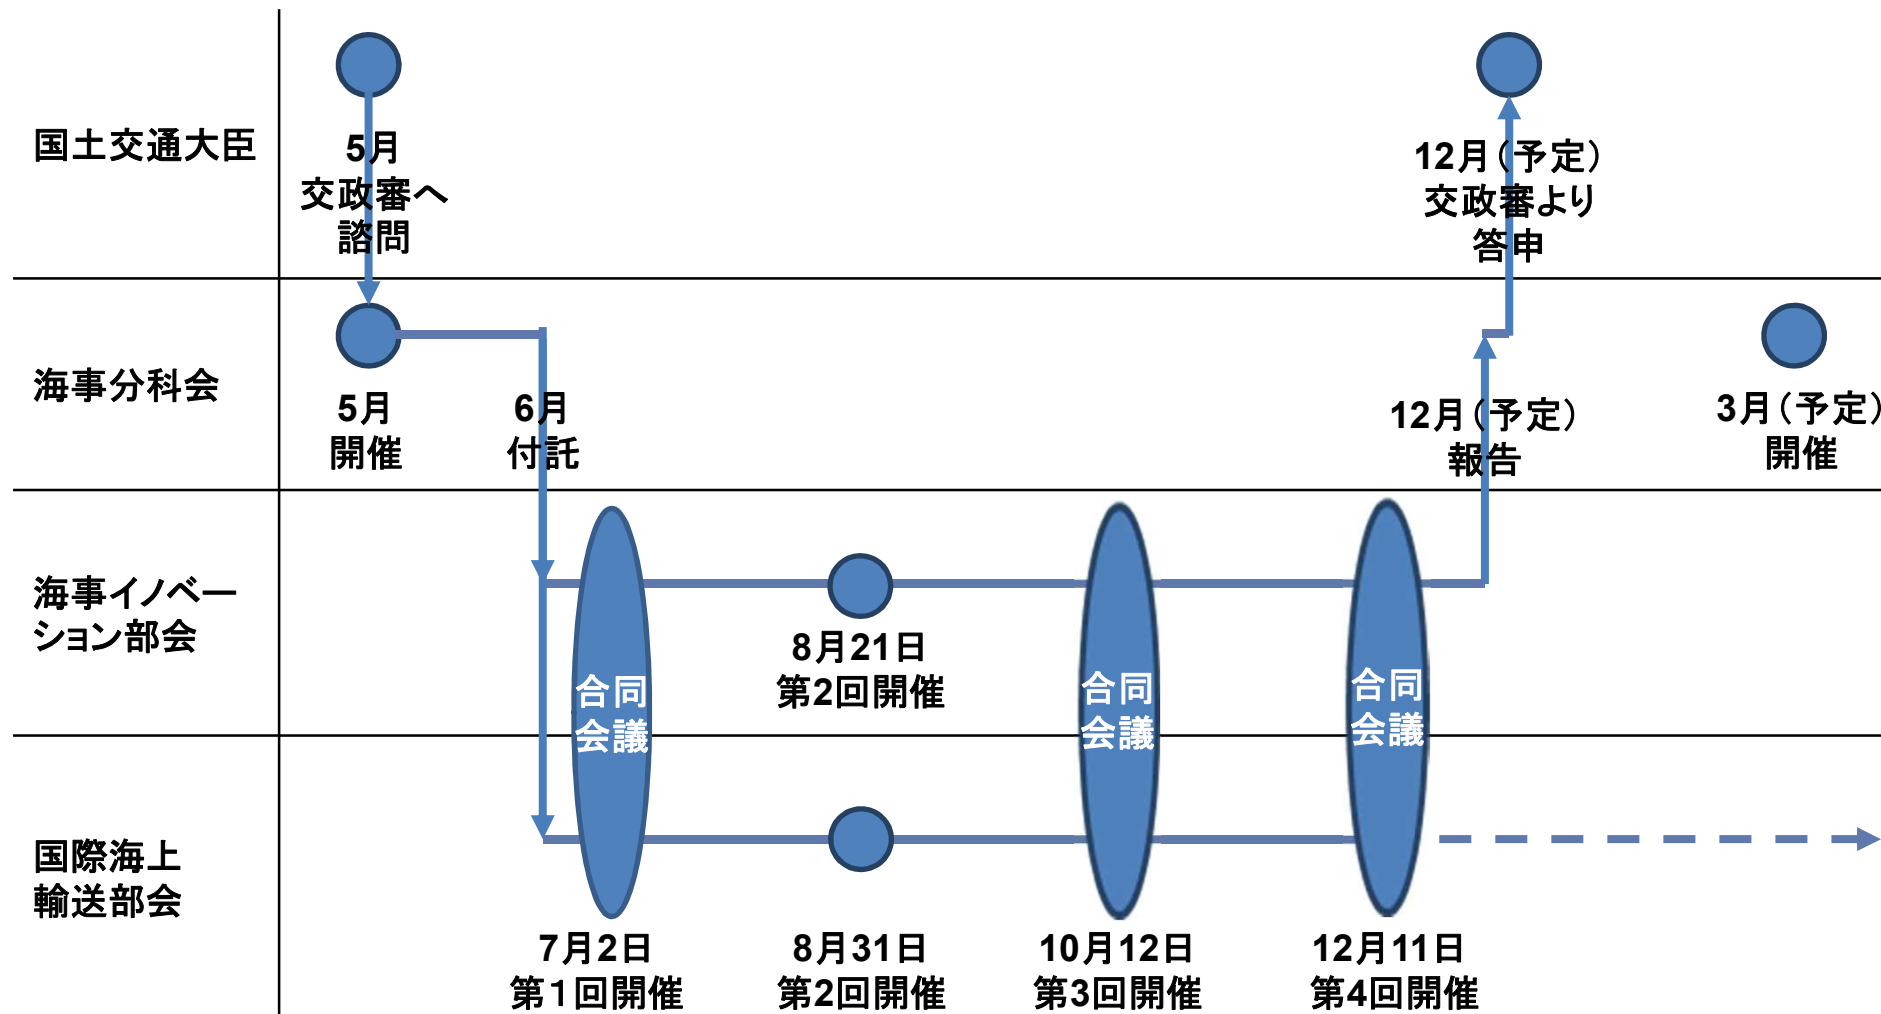 国土交通大臣
5月
交政審へ
諮問
12月（予定）
交政審より
答申
海事分科会
5月
開催
6月
付託
12月（予定）
報告
3月（予定）
開催
海事イノベー
ション部会
合同
会議
8月21日
第2回開催
合同
会議
合同
会議
国際海上
輸送部会
7月2日
第１回開催
8月31日
第2回開催
10月12日
第3回開催
12月11日
第4回開催